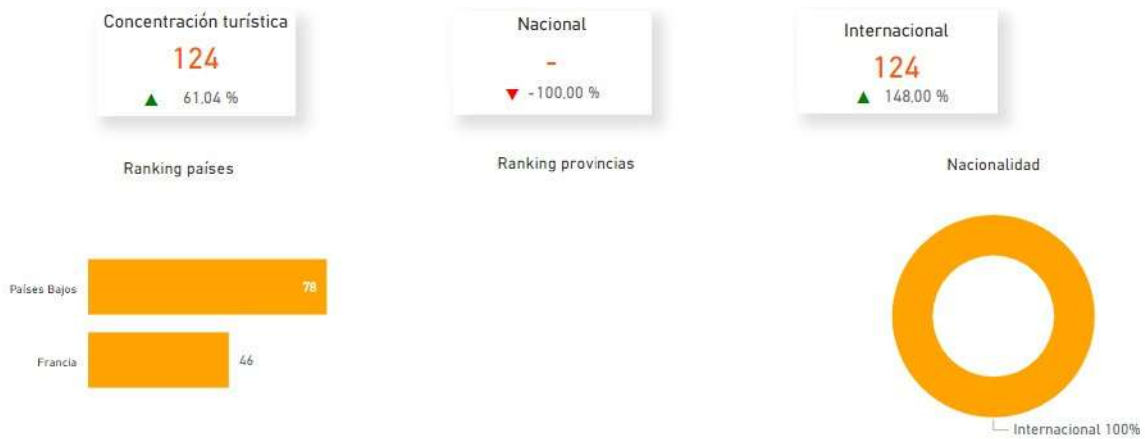 Concentración turística
124
▲ 61,04 %
Nacional
-
▼ -100,00 %
Internacional
124
▲ 148,00 %
Ranking países
Ranking provincias
Nacionalidad
Países Bajos
78
Francia
46
Internacional 100%